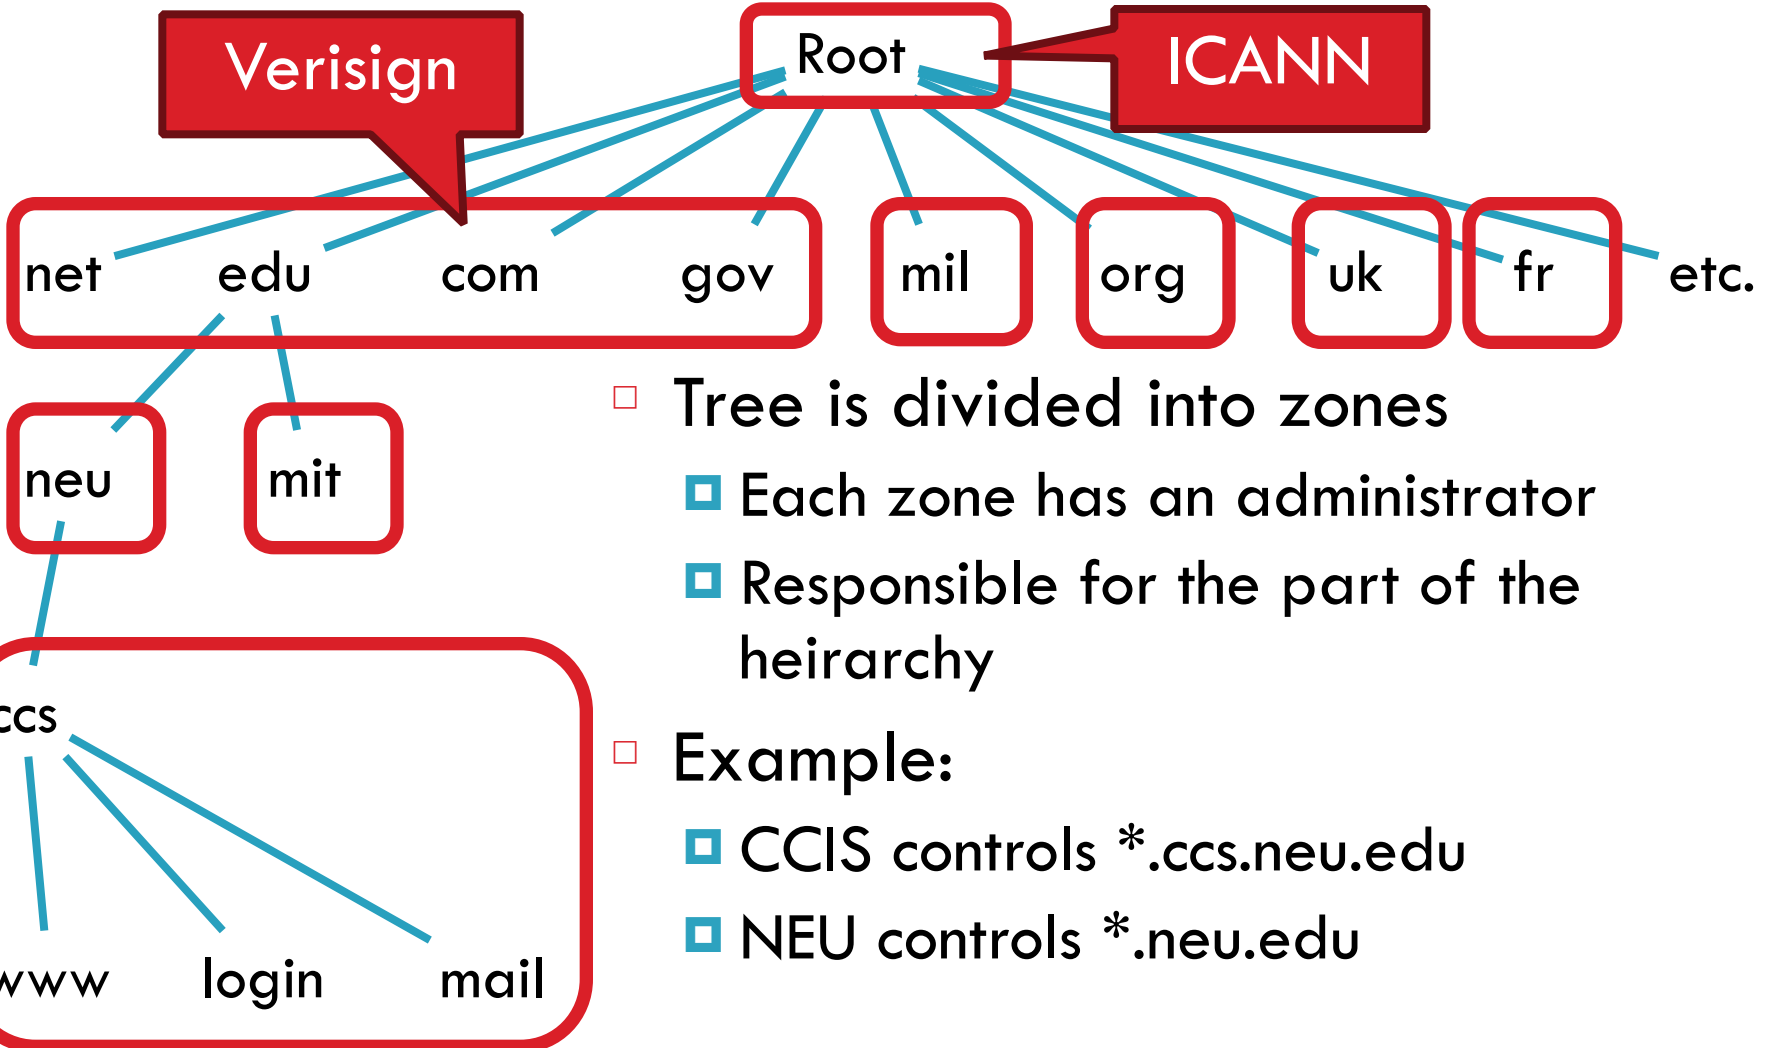 Verisign
Root
ICANN
net edu com gov mil org uk fr etc.
neu mit
Tree is divided into zones
Each zone has an administrator
Responsible for the part of the
heirarchy
ccs
www login mail
Example:
CCIS controls *.ccs.neu.edu
NEU controls *.neu.edu